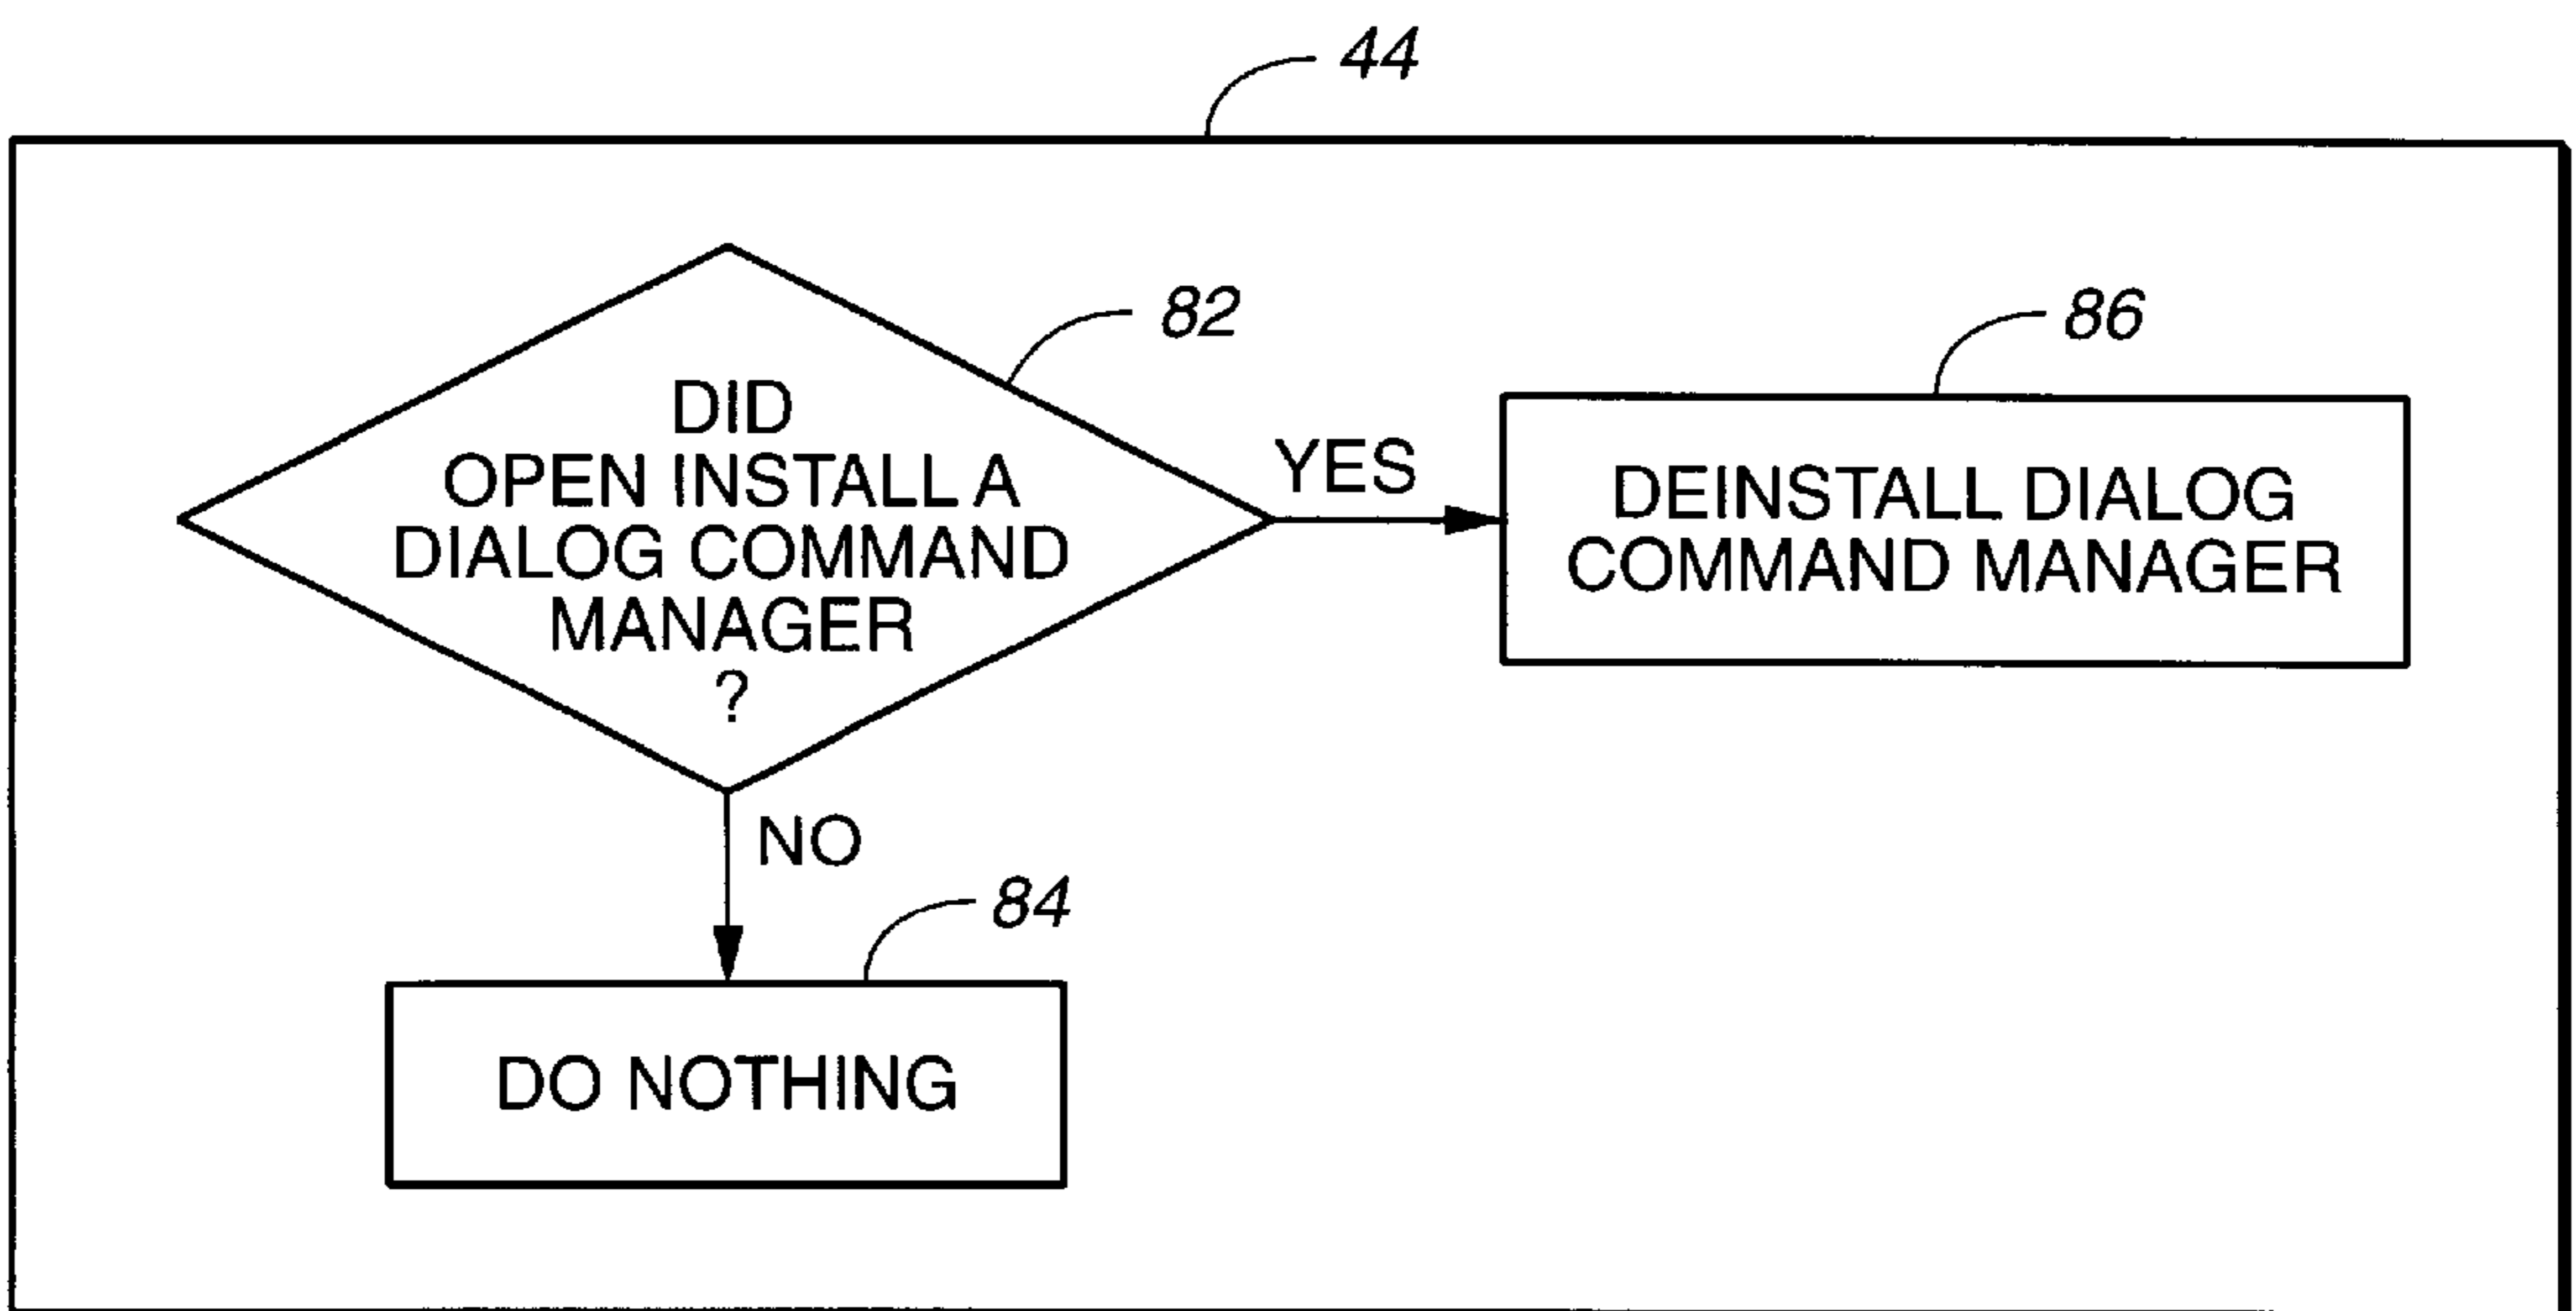 44
82
DID
OPEN INSTALL A
DIALOG COMMAND
MANAGER
?
YES
86
DEINSTALL DIALOG
COMMAND MANAGER
NO
84
DO NOTHING